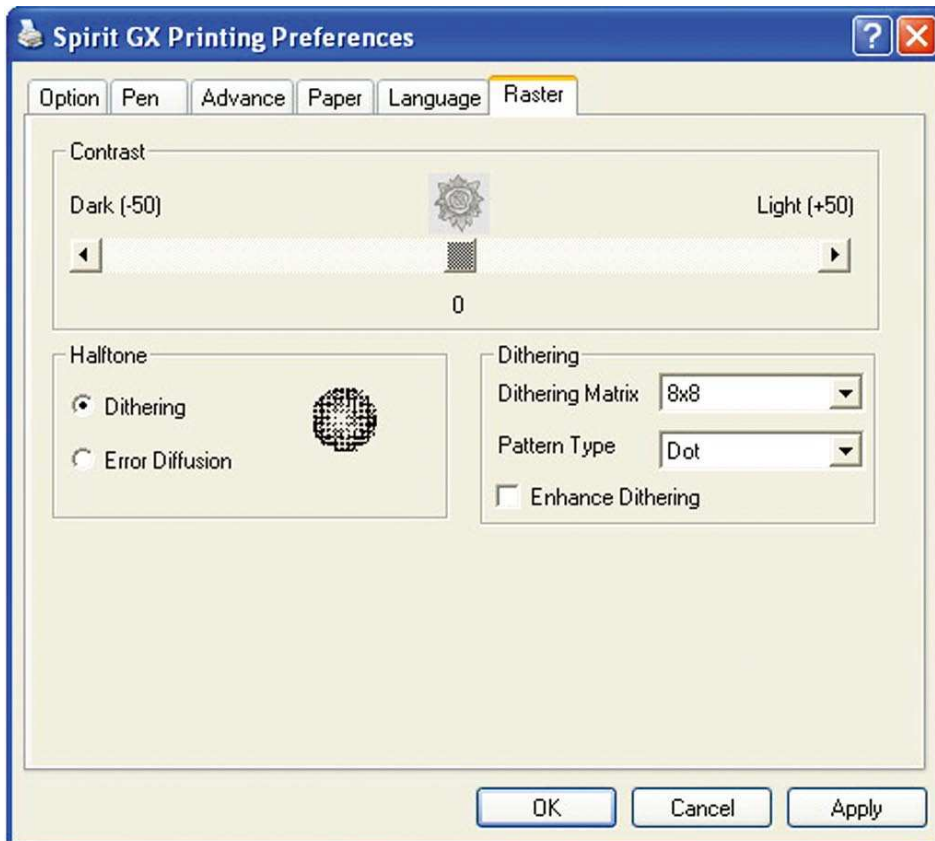 Spirit GX Printing Preferences
Option Pen Advance Paper Language Raster
Contrast
Dark (-50) Light (+50)
0
Halftone
Dithering
Error Diffusion
Dithering
Dithering Matrix 8x8
Pattern Type Dot
Enhance Dithering
OK Cancel Apply